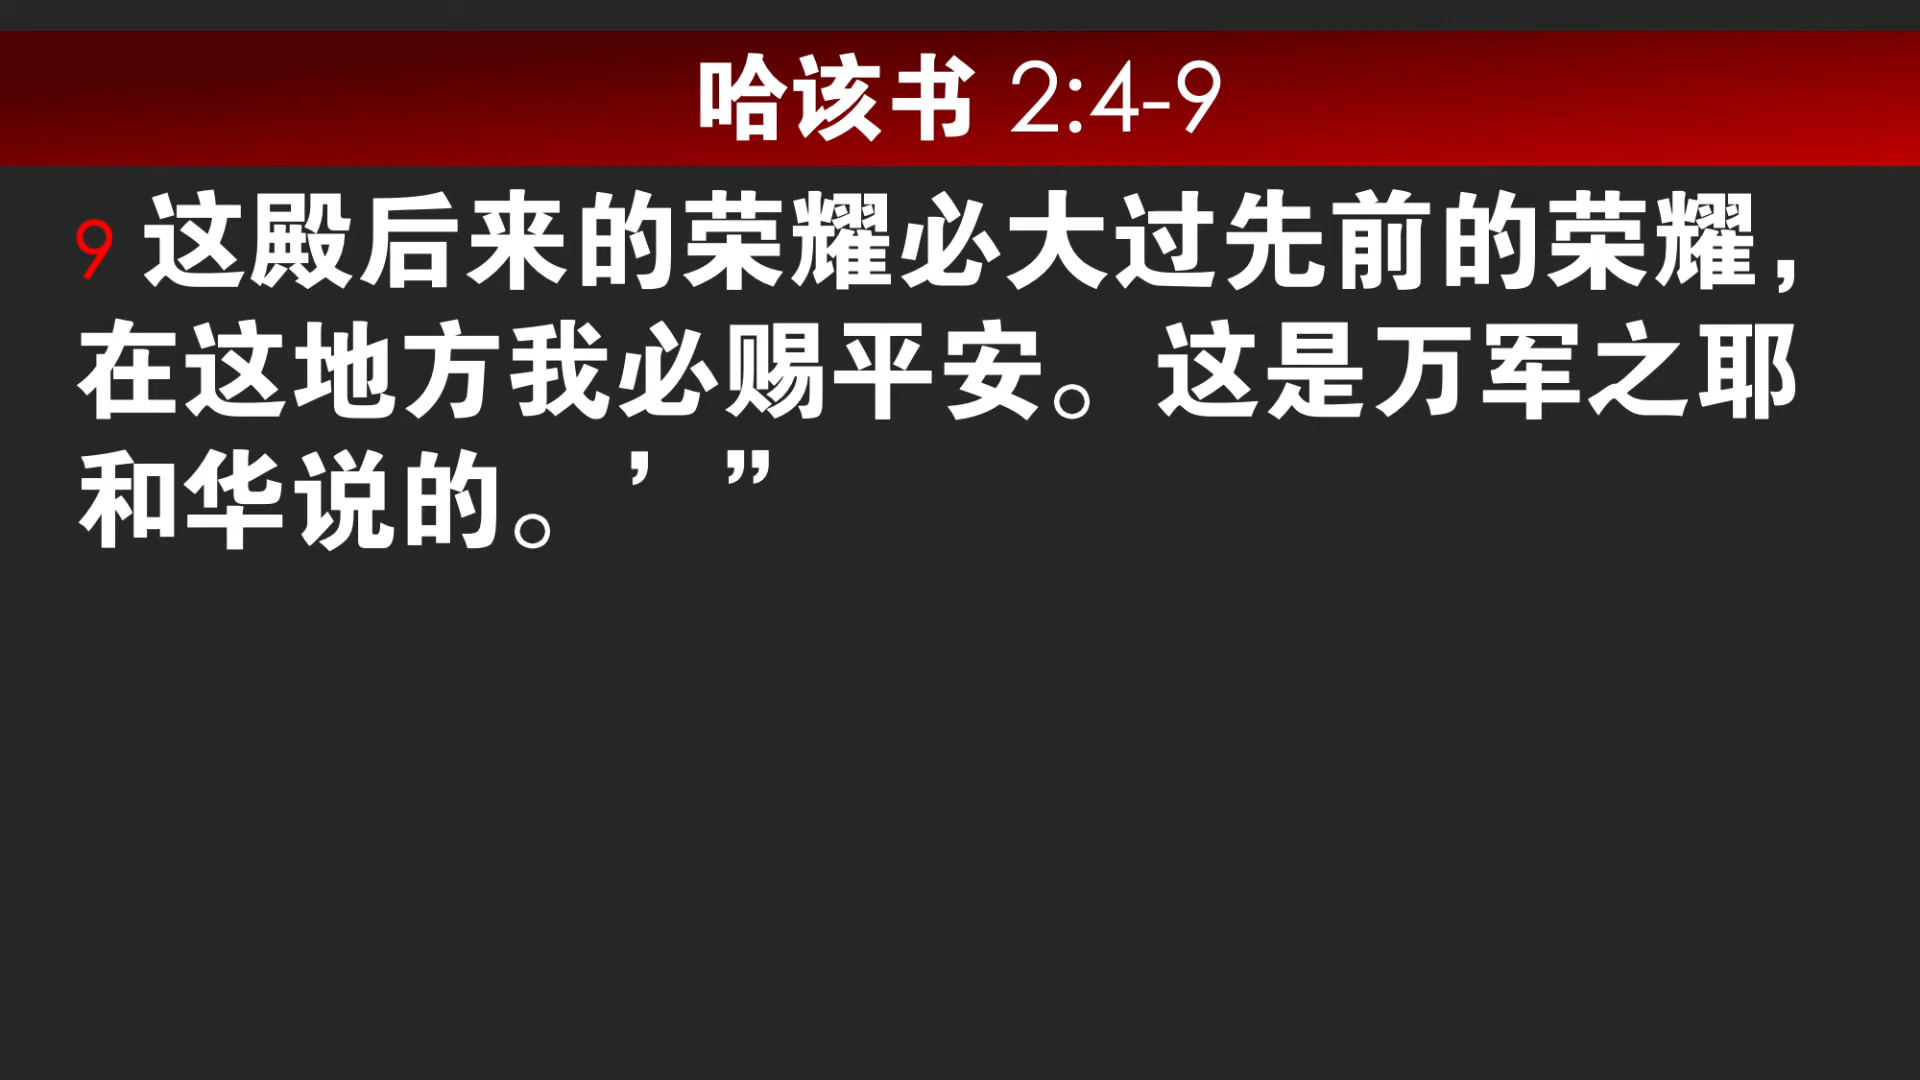 哈该书 2:4-9
9 这殿后来的荣耀必大过先前的荣耀，
在这地方我必赐平安。这是万军之耶
和华说的。’”